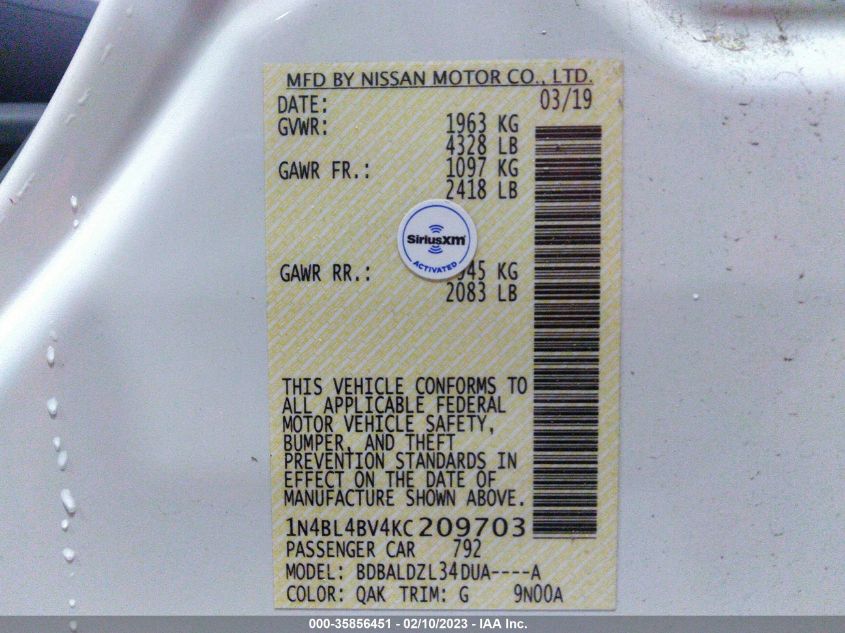 MFD BY NISSAN MOTOR CO., LTD.
DATE: 03/19
GVWR: 1963 KG
4328 LB
GAWR FR.: 1097 KG
2418 LB
SiriusXM
ACTIVATED
GAWR RR.: 945 KG
2083 LB
THIS VEHICLE CONFORMS TO
ALL APPLICABLE FEDERAL
MOTOR VEHICLE SAFETY,
BUMPER, AND THEFT
PREVENTION STANDARDS IN
EFFECT ON THE DATE OF
MANUFACTURE SHOWN ABOVE.
1N4BL4BV4KC209703
PASSENGER CAR 792
MODEL: BDBALDZL34DUA----A
COLOR: QAK TRIM: G 9N00A
000-35856451 - 02/10/2023 - IAA Inc.